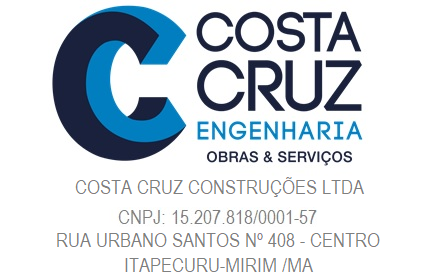 COSTA
CRUZ
ENGENHARIA
OBRAS & SERVIÇOS
COSTA CRUZ CONSTRUÇÕES LTDA
CNPJ: 15.207.818/0001-57
RUA URBANO SANTOS Nº 408 - CENTRO
ITAPECURU-MIRIM /MA